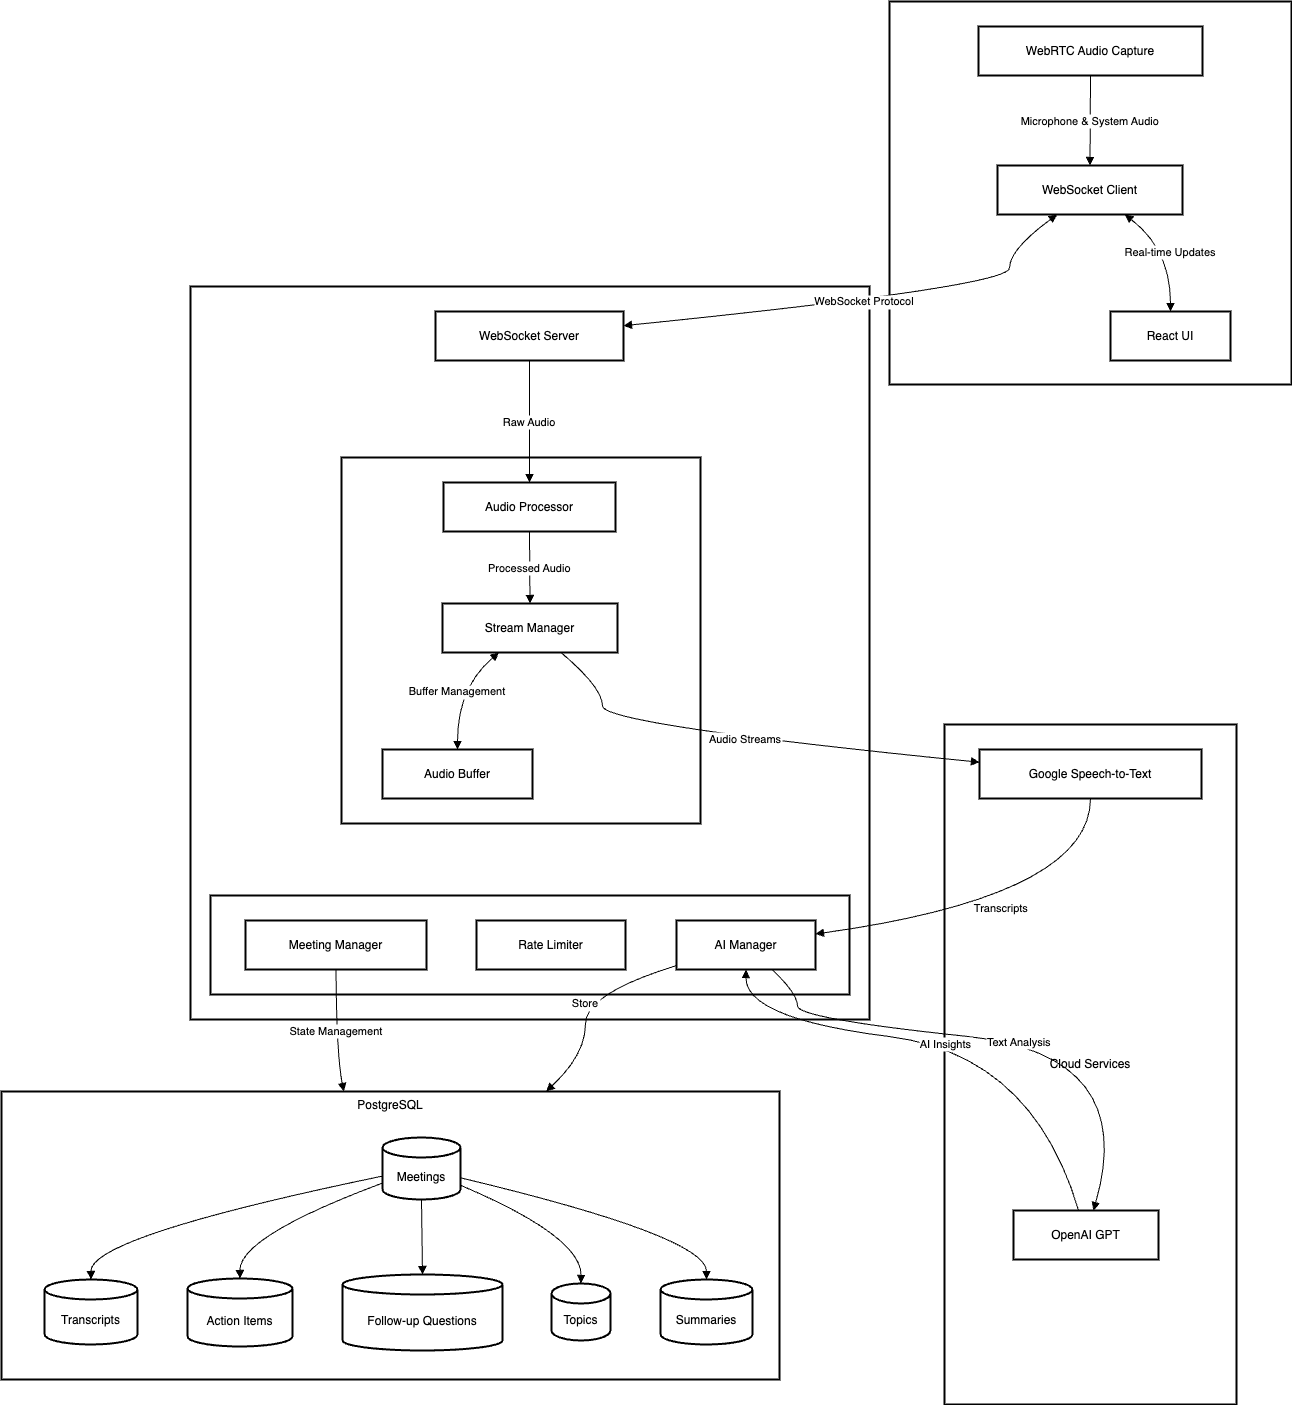 WebRTC Audio Capture
Microphone & System Audio
WebSocket Client
Real-time Updates
WebSocket Protocol
WebSocket Server
React UI
Raw Audio
Audio Processor
Processed Audio
Stream Manager
Buffer Management
Audio Streams
Audio Buffer
Google Speech-to-Text
Transcripts
Meeting Manager
Rate Limiter
AI Manager
Store
State Management
AI Insights
Text Analysis
Cloud Services
PostgreSQL
Meetings
OpenAI GPT
Transcripts
Action Items
Follow-up Questions
Topics
Summaries